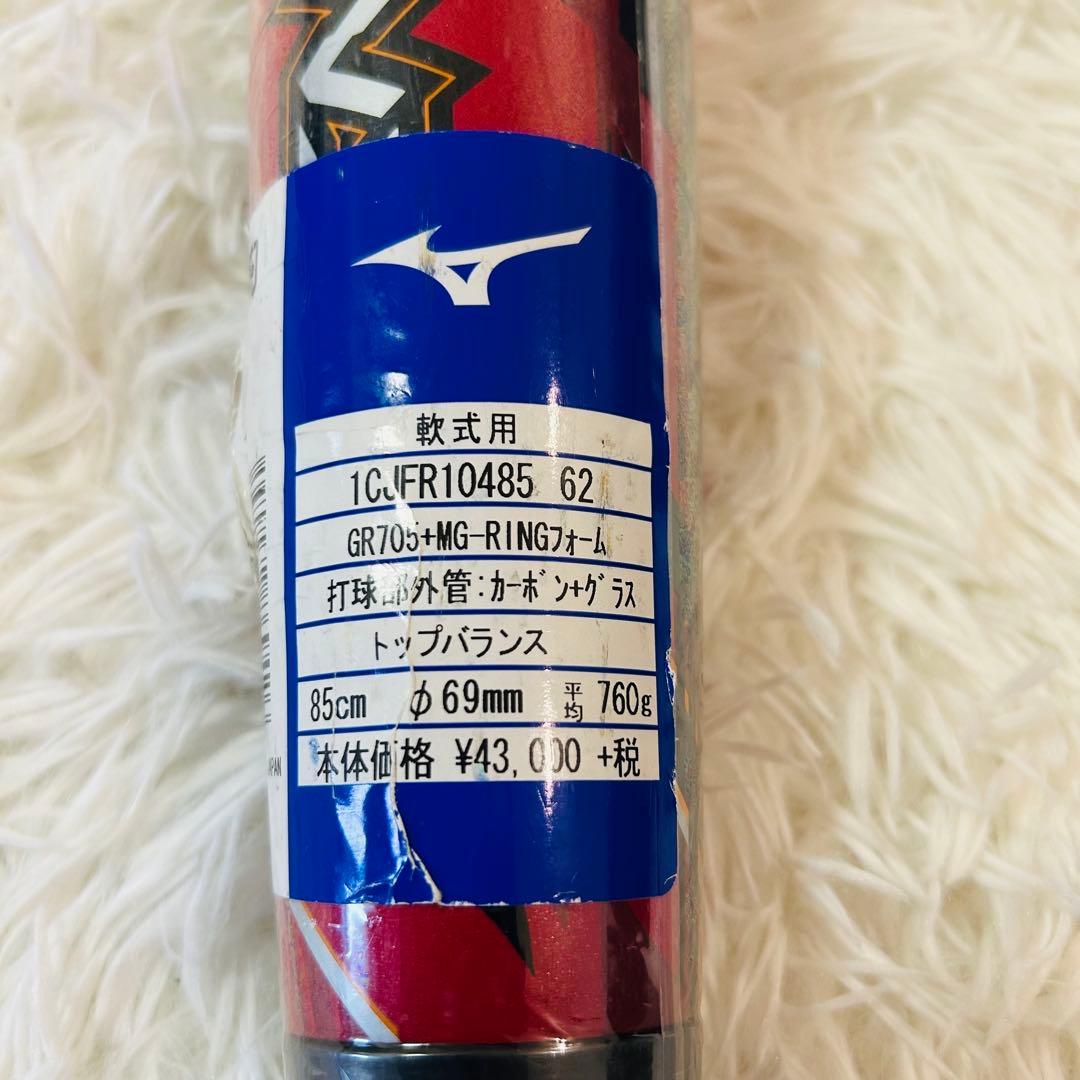 軟式用
1CJFR10485 62
GR705+MG-RINGフォーム
打球部外管:カーボン+グラス
トップバランス
85cm φ69mm 平均 760g
本体価格 ¥43,000 +税